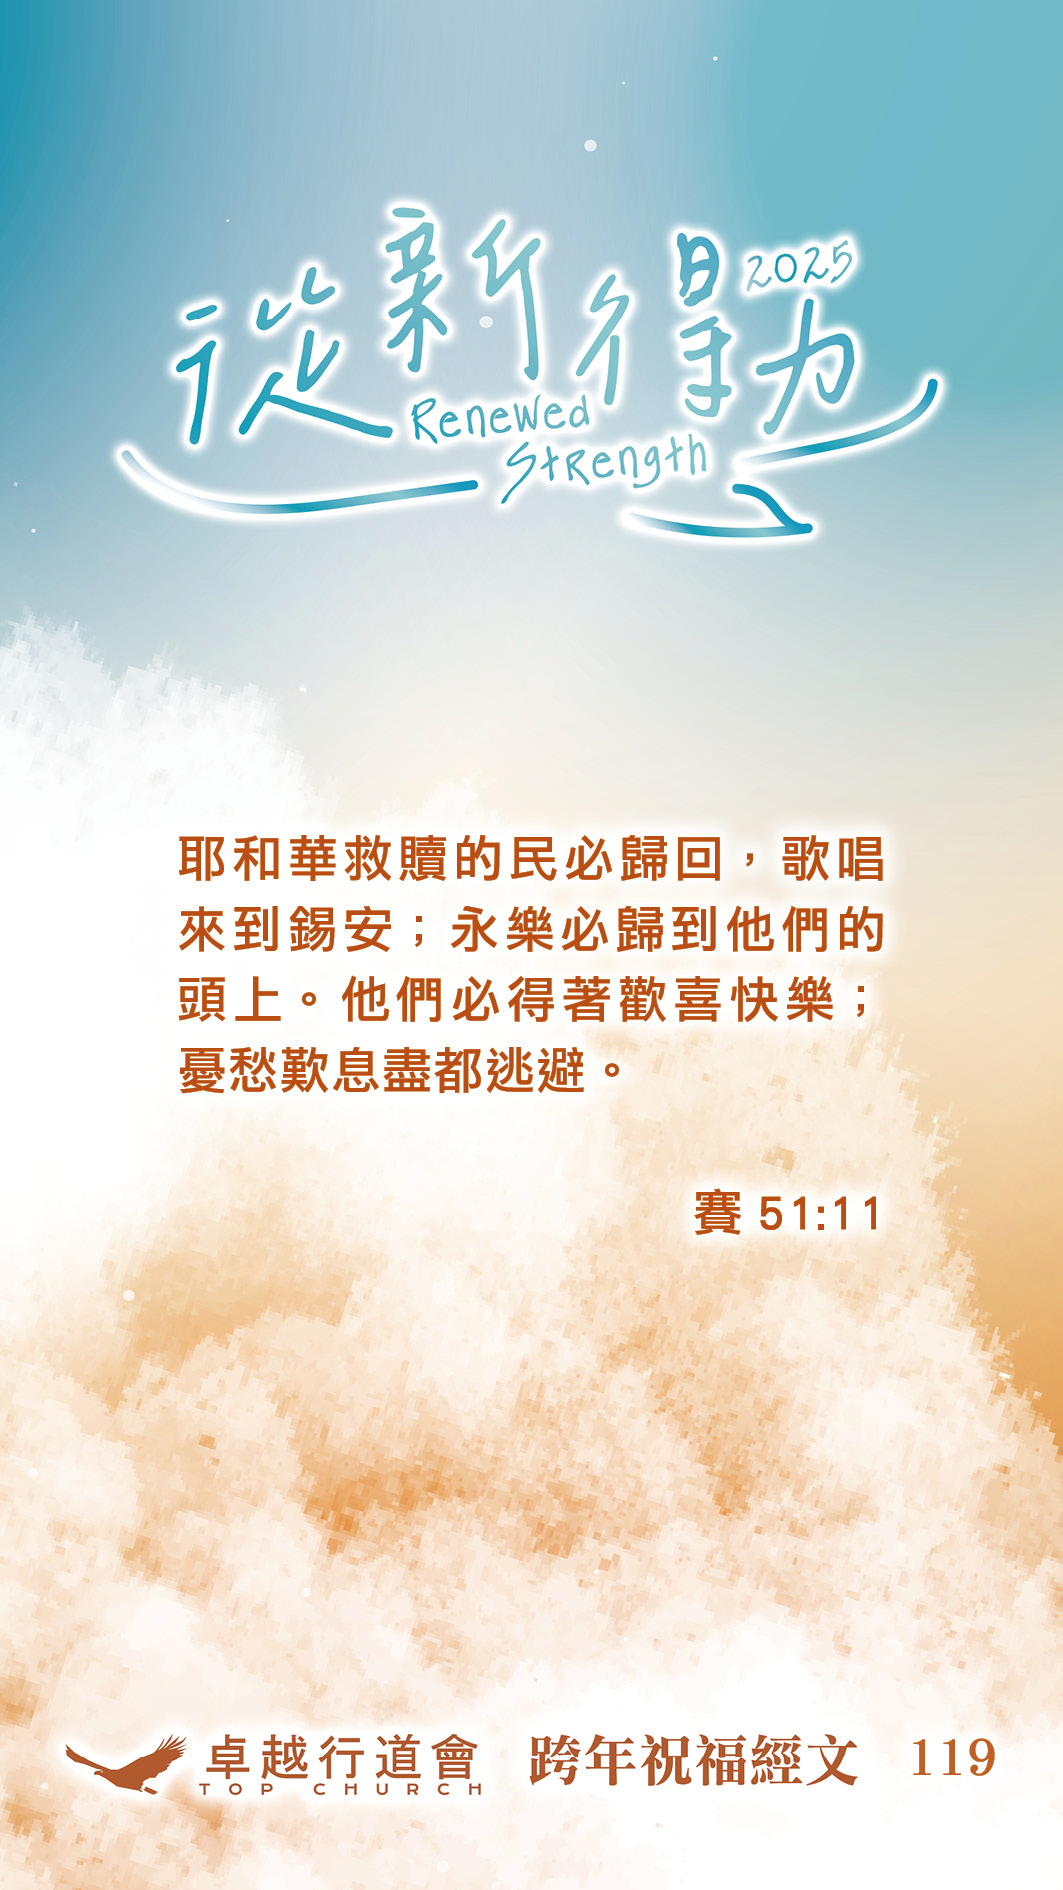 從新得力 2025
Renewed
Strength
耶和華救贖的民必歸回，歌唱
來到錫安；永樂必歸到他們的
頭上。他們必得著歡喜快樂；
憂愁歎息盡都逃避。
賽 51:11
卓越行道會 跨年祝福經文 119
TOP CHURCH